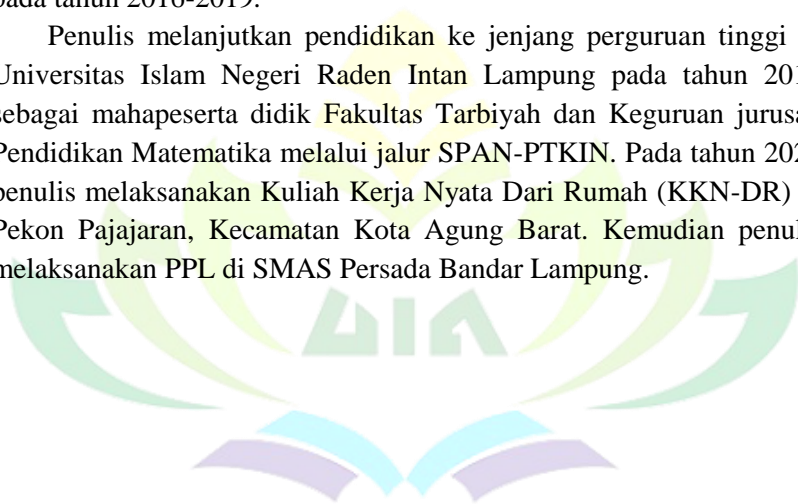 pada tahun 2016-2019.
Penulis melanjutkan pendidikan ke jenjang perguruan tinggi
Universitas Islam Negeri Raden Intan Lampung pada tahun 201
sebagai mahapeserta didik Fakultas Tarbiyah dan Keguruan jurusa
Pendidikan Matematika melalui jalur SPAN-PTKIN. Pada tahun 202
penulis melaksanakan Kuliah Kerja Nyata Dari Rumah (KKN-DR)
Pekon Pajajaran, Kecamatan Kota Agung Barat. Kemudian penul
melaksanakan PPL di SMAS Persada Bandar Lampung.
UIN